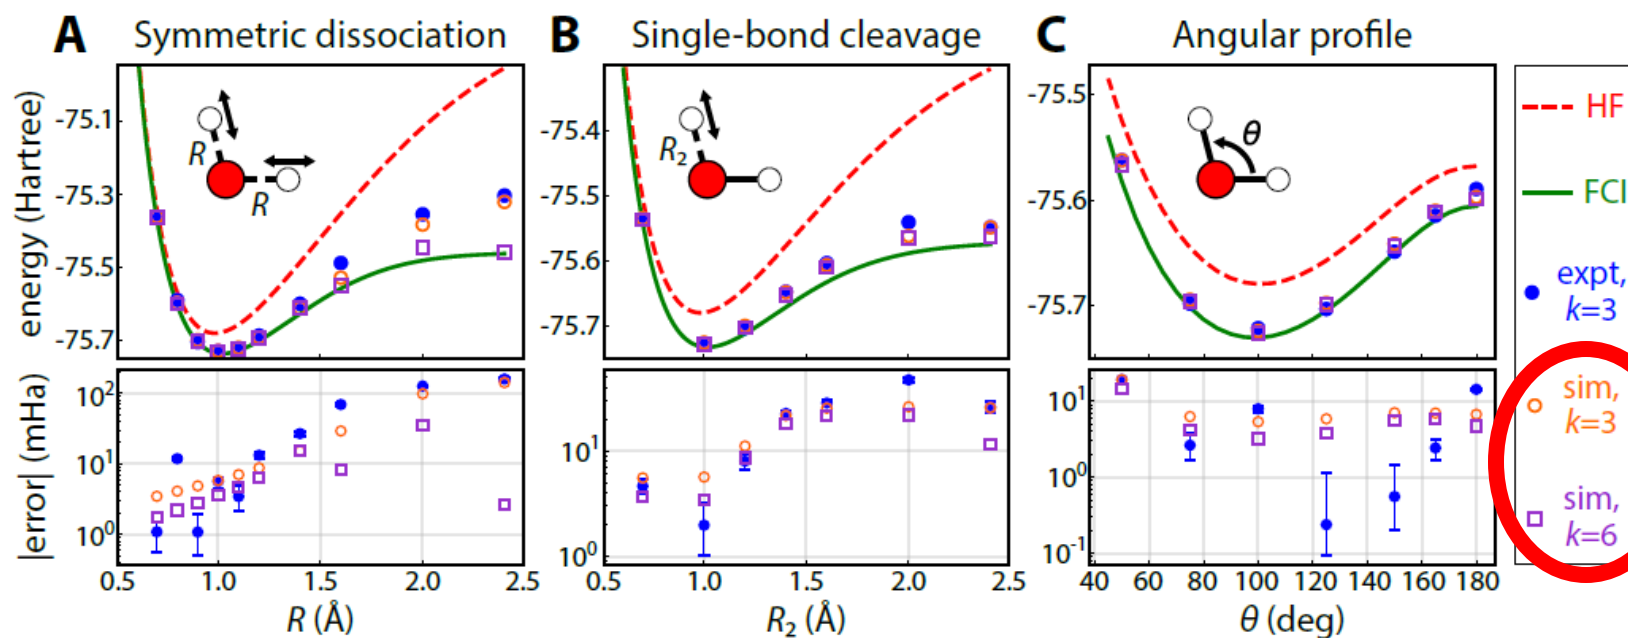 A Symmetric dissociation
B Single-bond cleavage
C Angular profile
energy (Hartree)
-75.1
-75.3
-75.5
-75.7
R
R
-75.4
-75.5
-75.6
-75.7
R2
-75.5
-75.6
-75.7
θ
HF
FCI
expt,
k=3
sim,
k=3
sim,
k=6
|error| (mHa)
10²
10¹
10⁰
0.5 1.0 1.5 2.0 2.5
R (Å)
10¹
10⁰
0.5 1.0 1.5 2.0 2.5
R₂ (Å)
10¹
10⁰
10⁻¹
40 60 80 100 120 140 160 180
θ (deg)